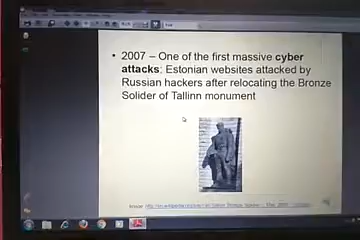 • 2007 – One of the first massive cyber
attacks: Estonian websites attacked by
Russian hackers after relocating the Bronze
Solider of Tallinn monument